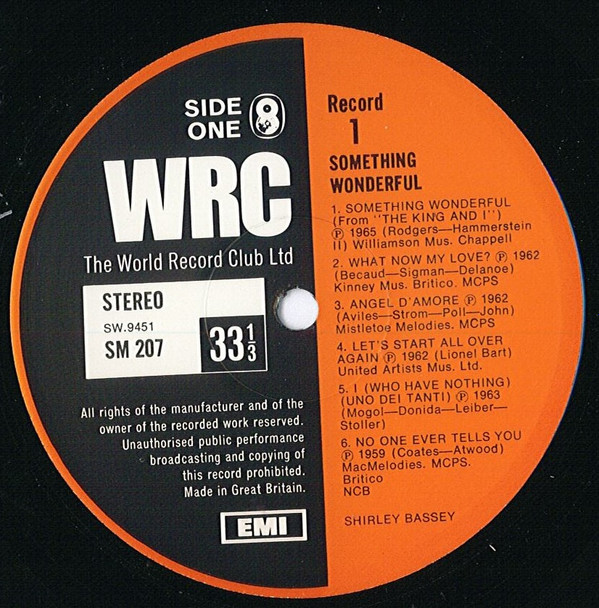 SIDE
ONE
WRC
The World Record Club Ltd
STEREO
SW.9451
SM 207
33 1/3
All rights of the manufacturer and of the
owner of the recorded work reserved.
Unauthorised public performance
broadcasting and copying of
this record prohibited.
Made in Great Britain.
EMI
Record
1
SOMETHING
WONDERFUL
1. SOMETHING WONDERFUL
(From "THE KING AND I")
℗ 1965 (Rodgers—Hammerstein
II) Williamson Mus. Chappell
2. WHAT NOW MY LOVE? ℗ 1962
(Becaud—Sigman—Delanoe)
Kinney Mus. Britico. MCPS
3. ANGEL D'AMORE ℗ 1962
(Aviles—Strom—Poll—John)
Mistletoe Melodies. MCPS
4. LET'S START ALL OVER
AGAIN ℗ 1962 (Lionel Bart)
United Artists Mus. Ltd.
5. I (WHO HAVE NOTHING)
(UNO DEI TANTI) ℗ 1963
(Mogol—Donida—Leiber—
Stoller)
6. NO ONE EVER TELLS YOU
℗ 1959 (Coates—Atwood)
MacMelodies. MCPS.
Britico
NCB
SHIRLEY BASSEY